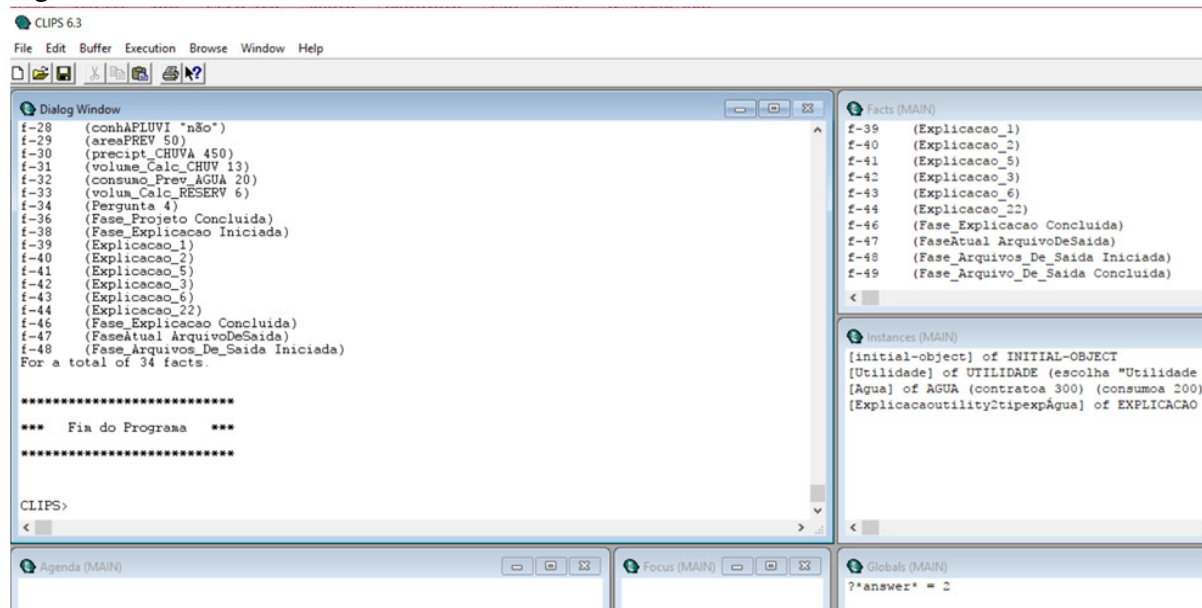 CLIPS 6.3
File Edit Buffer Execution Browse Window Help
Dialog Window
f-28 (conhAPLUVI "não")
f-29 (areaPREV 50)
f-30 (precipt_CHUVA 450)
f-31 (volume_Calc_CHUV 13)
f-32 (consumo_Prev_AGUA 20)
f-33 (volum_Calc_RESERV 6)
f-34 (Pergunta 4)
f-36 (Fase_Projeto Concluida)
f-38 (Fase_Explicacao Iniciada)
f-39 (Explicacao_1)
f-40 (Explicacao_2)
f-41 (Explicacao_5)
f-42 (Explicacao_3)
f-43 (Explicacao_6)
f-44 (Explicacao_22)
f-46 (Fase_Explicacao Concluida)
f-47 (FaseAtual ArquivoDeSaida)
f-48 (Fase_Arquivos_De_Saida Iniciada)
For a total of 34 facts.
***************************
*** Fim do Programa ***
***************************
CLIPS>
Facts (MAIN)
f-39 (Explicacao_1)
f-40 (Explicacao_2)
f-41 (Explicacao_5)
f-42 (Explicacao_3)
f-43 (Explicacao_6)
f-44 (Explicacao_22)
f-46 (Fase_Explicacao Concluida)
f-47 (FaseAtual ArquivoDeSaida)
f-48 (Fase_Arquivos_De_Saida Iniciada)
f-49 (Fase_Arquivo_De_Saida Concluida)
Instances (MAIN)
[initial-object] of INITIAL-OBJECT
[Utilidade] of UTILIDADE (escolha "Utilidade
[Agua] of AGUA (contratoa 300) (consumoa 200)
[Explicacaoutility2tipexpÁgua] of EXPLICACAO
Agenda (MAIN)
Focus (MAIN)
Globals (MAIN)
?*answer* = 2